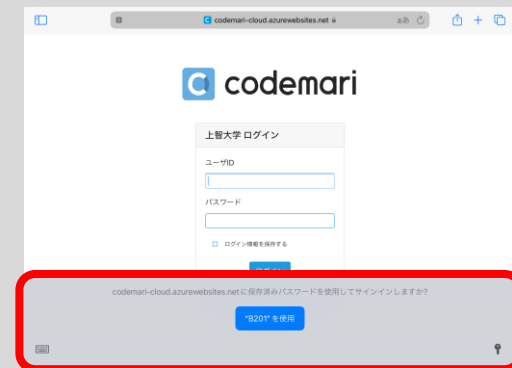 codemari-cloud.azurewebsites.net
ぁあ
codemari
上智大学 ログイン
ユーザID
パスワード
ログイン情報を保存する
codemari-cloud.azurewebsites.netに保存済みパスワードを使用してサインインしますか?
"B201" を使用